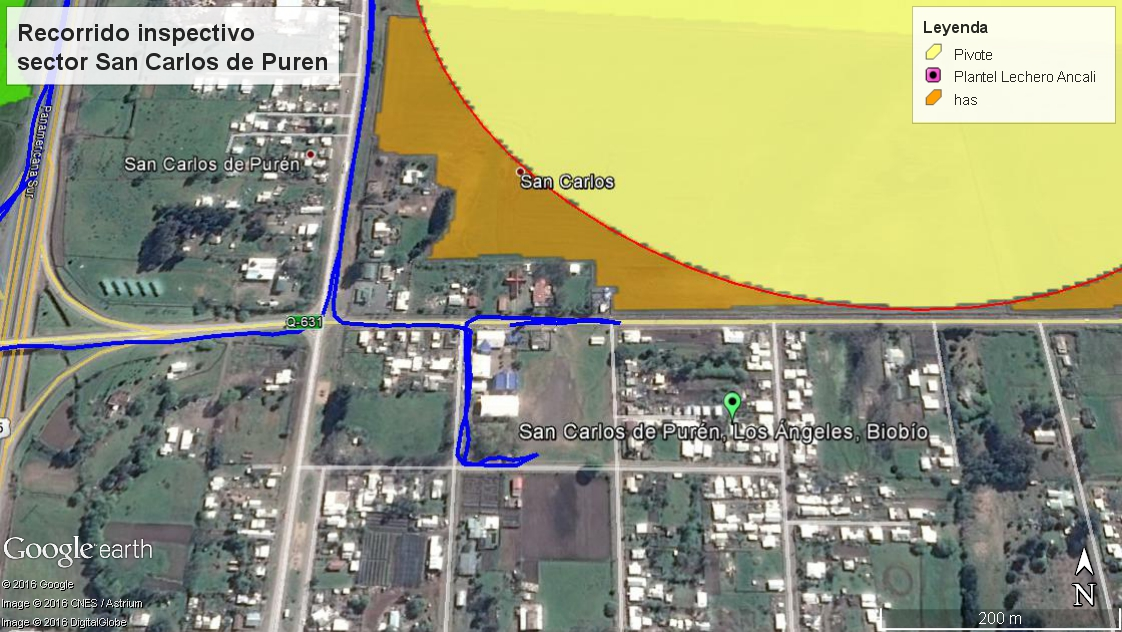 Recorrido inspectivo
sector San Carlos de Puren
Leyenda
Pivote
Plantel Lechero Ancali
has
Panamericana Sur
San Carlos de Purén
San Carlos
Q-631
5
San Carlos de Purén, Los Ángeles, Biobío
Google earth
© 2016 Google
Image © 2016 CNES / Astrium
Image © 2016 DigitalGlobe
N
200 m